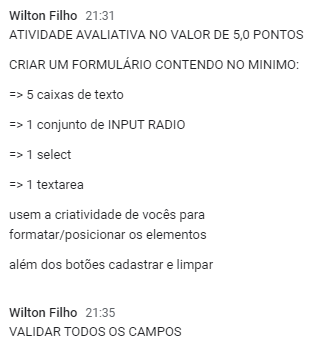 Wilton Filho 21:31
ATIVIDADE AVALIATIVA NO VALOR DE 5,0 PONTOS
CRIAR UM FORMULÁRIO CONTENDO NO MINIMO:
=> 5 caixas de texto
=> 1 conjunto de INPUT RADIO
=> 1 select
=> 1 textarea
usem a criatividade de vocês para
formatar/posicionar os elementos
além dos botões cadastrar e limpar
Wilton Filho 21:35
VALIDAR TODOS OS CAMPOS